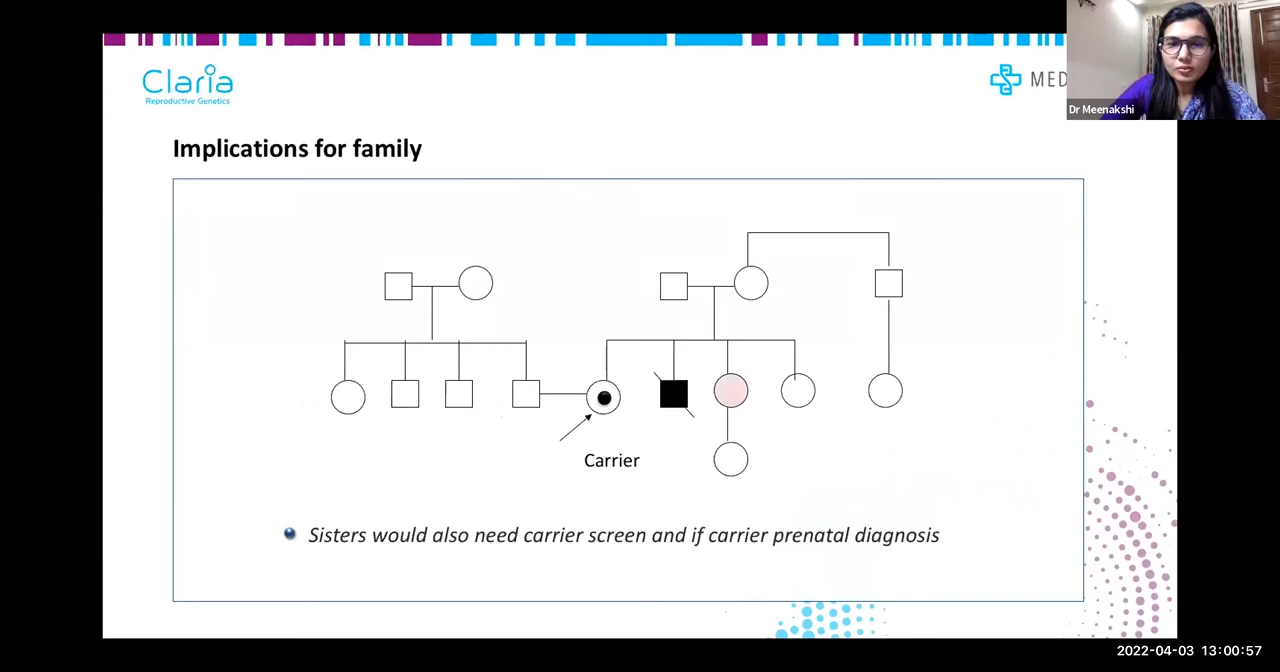 Claria
Reproductive Genetics
MED
Dr Meenakshi
Implications for family
Carrier
Sisters would also need carrier screen and if carrier prenatal diagnosis
2022-04-03 13:00:57